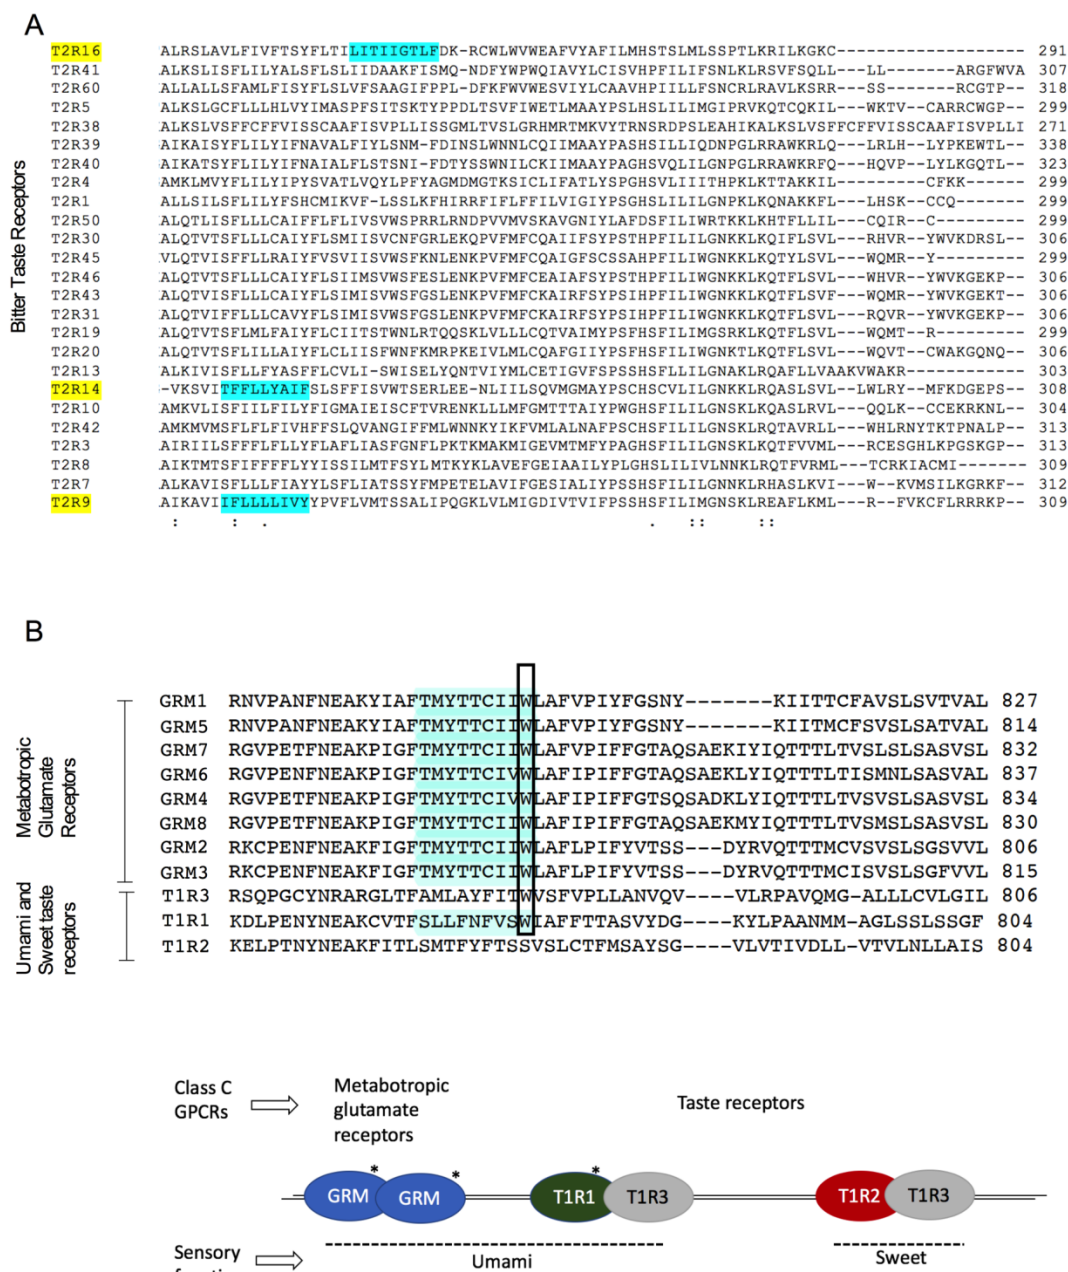 A
Bitter Taste Receptors
T2R16 ALRSLAVLFIVFTSYFLTILITIIGTLFDK-RCWLWVWEAFVYAFILMHSTSLMLSSPTLKRILKGKC---------------- 291
T2R41 ALKSLISFLILYALSFLSLIIDAAKFISMQ-NDFYWPWQIAVYLCISVHPFILIFSNLKLRSVFSQLL---LL-------ARGFWVA 307
T2R60 ALLALLSFAMLFISYFLSLVFSAAGIFPPL-DFKFWVWESVIYLCAAVHPIILLFSNCRLRAVLKSRR---SS-------RCGTP-- 318
T2R5 ALKSLGCFLLLHLVYIMASPFSITSKTYPPDLTSVFIWETLMAAYPSLHSLILIMGIPRVKQTCQKIL---WKTV--CARRCWGP-- 299
T2R38 ALKSLVSFFCFFVISSCAAFISVPLLISSGMLTVSLGRHMRTMKVYTRNSRDPSLEAHIKALKSLVSFFCFFVISSCAAFISVPLLI 271
T2R39 AIKAISYFLIYFNAVALFIYLSNM-FDINSLWNNLCQIIMAAYPASHSILLIQDNPGLRRAWKRLQ---LRLH--LYPKEWTL-- 338
T2R40 AIKATSYFLIYFNAIALFLSTSNI-FDTYSSWNILCKIIMAAYPAGHSVQLILGNPGLRRAWKRFQ---HQVP--LYLKGQTL-- 323
T2R4 AMKLMVYFLILYIPYSVATLVQYLPFYAGMDMGTKSICLIFATLYSPGHSVLIIITHPKLKTTAKKIL---------CFKK------ 299
T2R1 ALLSILSFLILYFSHCMIKVF-LSSLKFHIRRFIFLFFILVIGIYPSGHSLILILGNPKLKQNAKKFL---LHSK---CCQ------ 299
T2R50 ALQTLISFLLLCAIFFLFLIVSVWSPRRLRNDPVVMVSKAVGNIYLAFDSFILIWRTKKLKHTFLLIL---CQIR--C--------- 299
T2R30 ALQTVTSFLLLCAIYFLSMIISVCNFGRLEKQPVFMFCQAIIFSYPSTHPFILILGNKKLKQIFLSVL---RHVR--YWVKDRSL-- 306
T2R45 VLQTVTSFFLLRAIYFVSVIISVWSFKNLENKPVFMFCQAIGFSCSSAHPFILIWGNKKLKQTYLSVL---WQMR--Y--------- 299
T2R46 ALQTVTSFLLLCAIYFLSIIMSVWSFESLENKPVFMFCEAIAFSYPSTHPFILIWGNKKLKQTFLSVL---WHVR--YWVKGEKP-- 306
T2R43 ALQTVTSFLLLCAIYFLSIMISVWSFGSLENKPVFMFCKAIRFSYPSIHPFILIWGNKKLKQTFLSVF---WQMR--YWVKGEKT-- 306
T2R31 ALQTVIFFLLLCAVYFLSIMISVWSFGSLENKPVFMFCKAIRFSYPSIHPFILIWGNKKLKQTFLSVL---RQVR--YWVKGEKP-- 306
T2R19 ALQTVTSFLMLFAIYFLCIITSTWNLRTQQSKLVLLLCQTVAIMYPSFHSFILIMGSRKLKQTFLSVL---WQMT--R--------- 299
T2R20 ALQTVTSFLILLAIYFLCLIISFWNFKMRPKEIVLMLCQAFGIIYPSFHSFILIWGNKTLKQTFLSVL---WQVT--CWAKGQNQ-- 306
T2R13 ALKIVISFLLFYASFFLCVLI-SWISELYQNTVIYMLCETIGVFSPSSHSFLLILGNAKLRQAFLLVAAKVWAKR------------ 303
T2R14 -VKSVITFFLLYAIFSLSFFISVWTSERLEE-NLIILSQVMGMAYPSCHSCVLILGNKKLRQASLSVL---LWLRY---MFKDGEPS-- 308
T2R10 AMKVLISFIILFILYFIGMAIEISCFTVRENKLLLMFGMTTTAIYPWGHSFILILGNSKLKQASLRVL---QQLK--CCEKRKNL-- 304
T2R42 AMKMVMSFLFLFIVHFFSLQVANGIFFMLWNNKYIKFVMLALNAFPSCHSFILILGNSKLRQTAVRLL---WHLRNYTKTPNALP-- 313
T2R3 AIRIILSFFFLFLLYFLAFLIASFGNFLPKTKMAKMIGEVMTMFYPAGHSFILILGNSKLKQTFVVML---RCESGHLKPGSKGP-- 313
T2R8 AIKTMTSFIFFFFLYYISSILMTFSYLMTKYKLAVEFGEIAAILYPLGHSLILIVLNNKLRQTFVRML---TCRKIACMI------ 309
T2R7 ALKAVISFLLLFIAYYLSFLIATSSYFMPETELAVIFGESIALIYPSSHSFILILGNNKLRHASLKVI---W--KVMSILKGRKF-- 312
T2R9 AIKAVIIFLLLLIVYYPVFLVMTSSALIPQGKLVLMIGDIVTVIFPSSHSFILIMGNSKLREAFLKML---R--FVKCFLRRRKP-- 309
: : . . :: ::
B
Metabotropic Glutamate Receptors
GRM1 RNVPANFNEAKYIAFTMYTTCIIWLAFVPIYFGSNY-------KIITTCFAVSLSVTVAL 827
GRM5 RNVPANFNEAKYIAFTMYTTCIIWLAFVPIYFGSNY-------KIITMCFSVSLSATVAL 814
GRM7 RGVPETFNEAKPIGFTMYTTCIIWLAFVPIFFGTAQSAEKIYIQTTTLTVSLSLSASVSL 832
GRM6 RGVPENFNEAKPIGFTMYTTCIVWLAFIPIFFGTAQSAEKLYIQTTTLTISMNLSASVAL 837
GRM4 RGVPETFNEAKPIGFTMYTTCIVWLAFIPIFFGTSQSADKLYIQTTTLTVSVSLSASVSL 834
GRM8 RGVPETFNEAKPIGFTMYTTCIIWLAFIPIFFGTAQSAEKMYIQTTTLTVSMSLSASVSL 830
GRM2 RKCPENFNEAKFIGFTMYTTCIIWLAFLPIFYVTSS---DYRVQTTTMCVSVSLSGSVVL 806
GRM3 RKCPENFNEAKFIGFTMYTTCIIWLAFLPIFYVTSS---DYRVQTTTMCISVSLSGFVVL 815
Umami and Sweet taste receptors
T1R3 RSQPGCYNRARGLTFAMLAYFITWVSFVPLLANVQV----VLRPAVQMG-ALLLCVLGIL 806
T1R1 KDLPENYNEAKCVTFSLLFNFVSWIAFFTTASVYDG----KYLPAANMM-AGLSSLSSGF 804
T1R2 KELPTNYNEAKFITLSMTFYFTSSVSLCTFMSAYSG----VLVTIVDLL-VTVLNLLAIS 804
Class C
GPCRs
Metabotropic
glutamate
receptors
Taste receptors
* * *
GRM GRM T1R1 T1R3 T1R2 T1R3
Sensory
Umami
Sweet